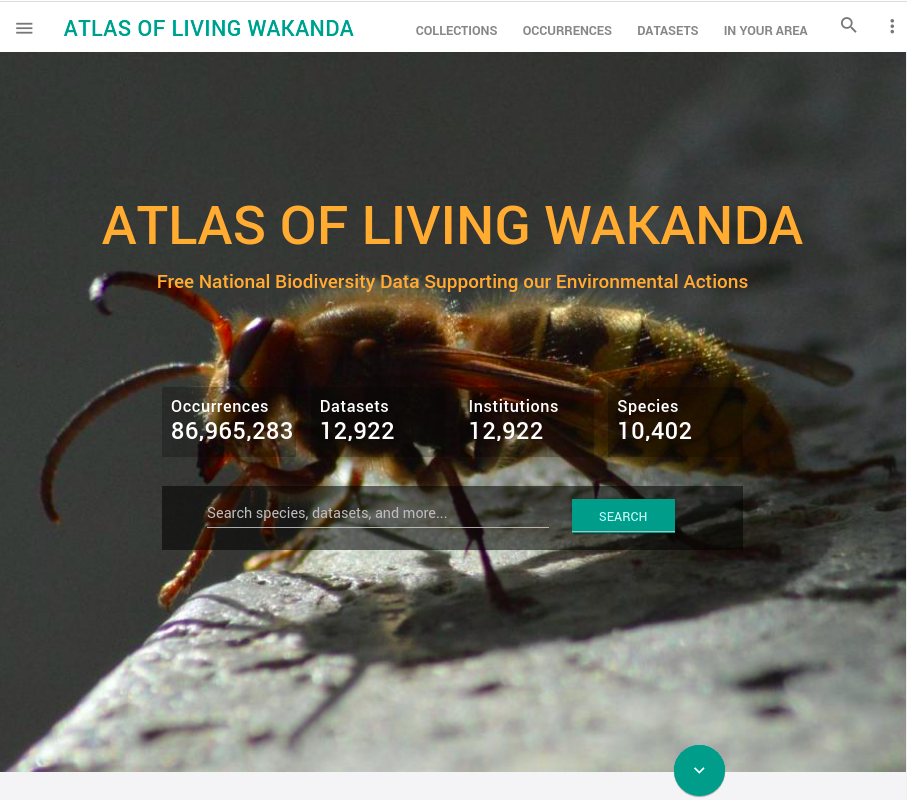 ATLAS OF LIVING WAKANDA
COLLECTIONS OCCURRENCES DATASETS IN YOUR AREA
ATLAS OF LIVING WAKANDA
Free National Biodiversity Data Supporting our Environmental Actions
Occurrences Datasets Institutions Species
86,965,283 12,922 12,922 10,402
Search species, datasets, and more...
SEARCH